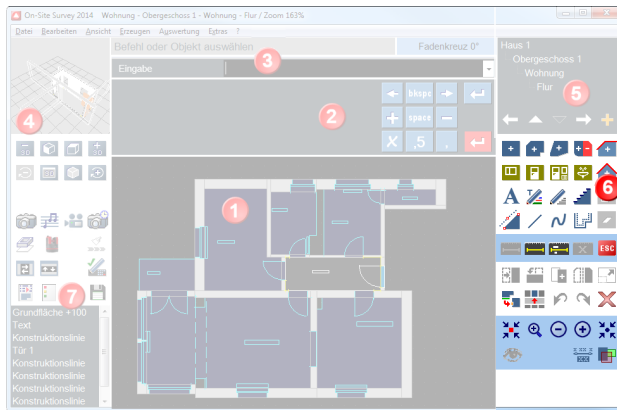 On-Site Survey 2014 Wohnung - Obergeschoss 1 - Wohnung - Flur / Zoom 163%
Datei Bearbeiten Ansicht Erzeugen Auswertung Extras ?
Befehl oder Objekt auswählen
Fadenkreuz 0°
Eingabe
3
2
bkspc
space
X ,5 ,
Haus 1
Obergeschoss 1
Wohnung
Flur
5
4
1
6
A
ESC
7
Grundfläche +100
Text
Konstruktionslinie
Tür 1
Konstruktionslinie
Konstruktionslinie
Konstruktionslinie
Konstruktionslinie